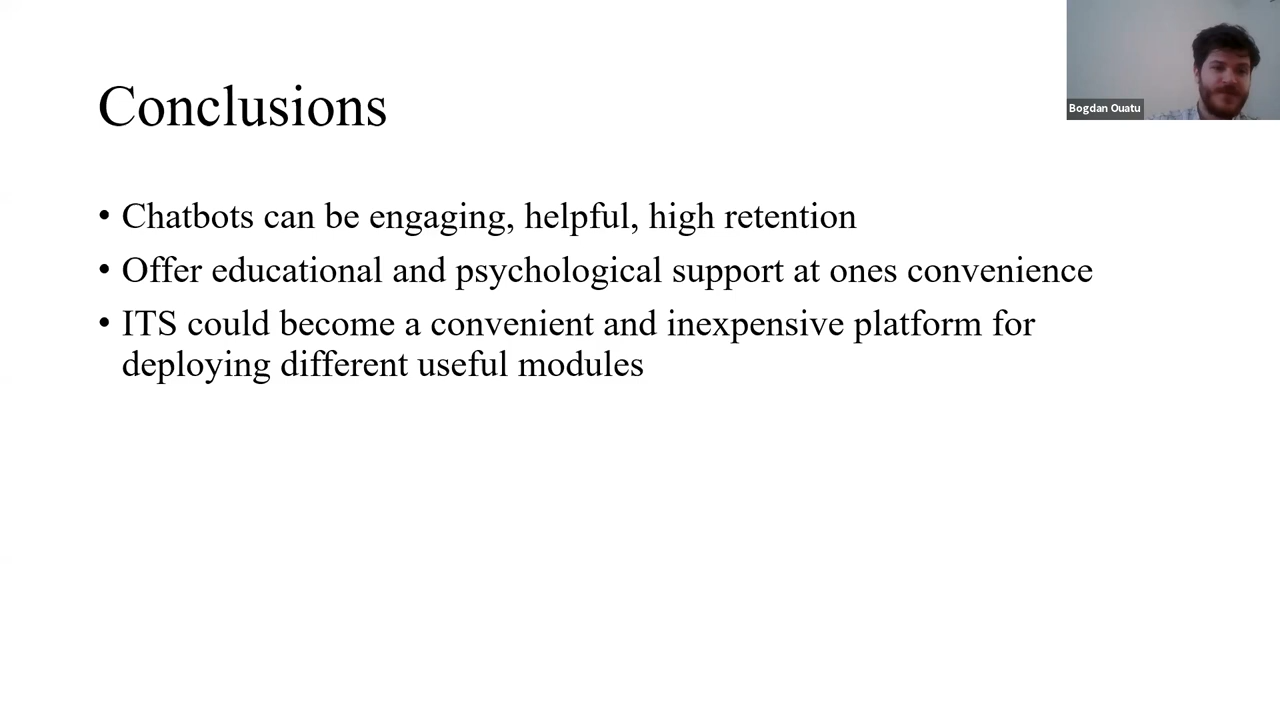 Conclusions
• Chatbots can be engaging, helpful, high retention
• Offer educational and psychological support at ones convenience
• ITS could become a convenient and inexpensive platform for
deploying different useful modules
Bogdan Ouatu